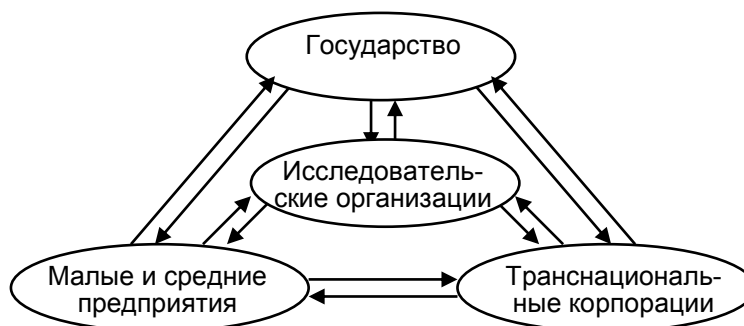 Государство
Исследователь-
ские организации
Малые и средние
предприятия
Транснациональ-
ные корпорации